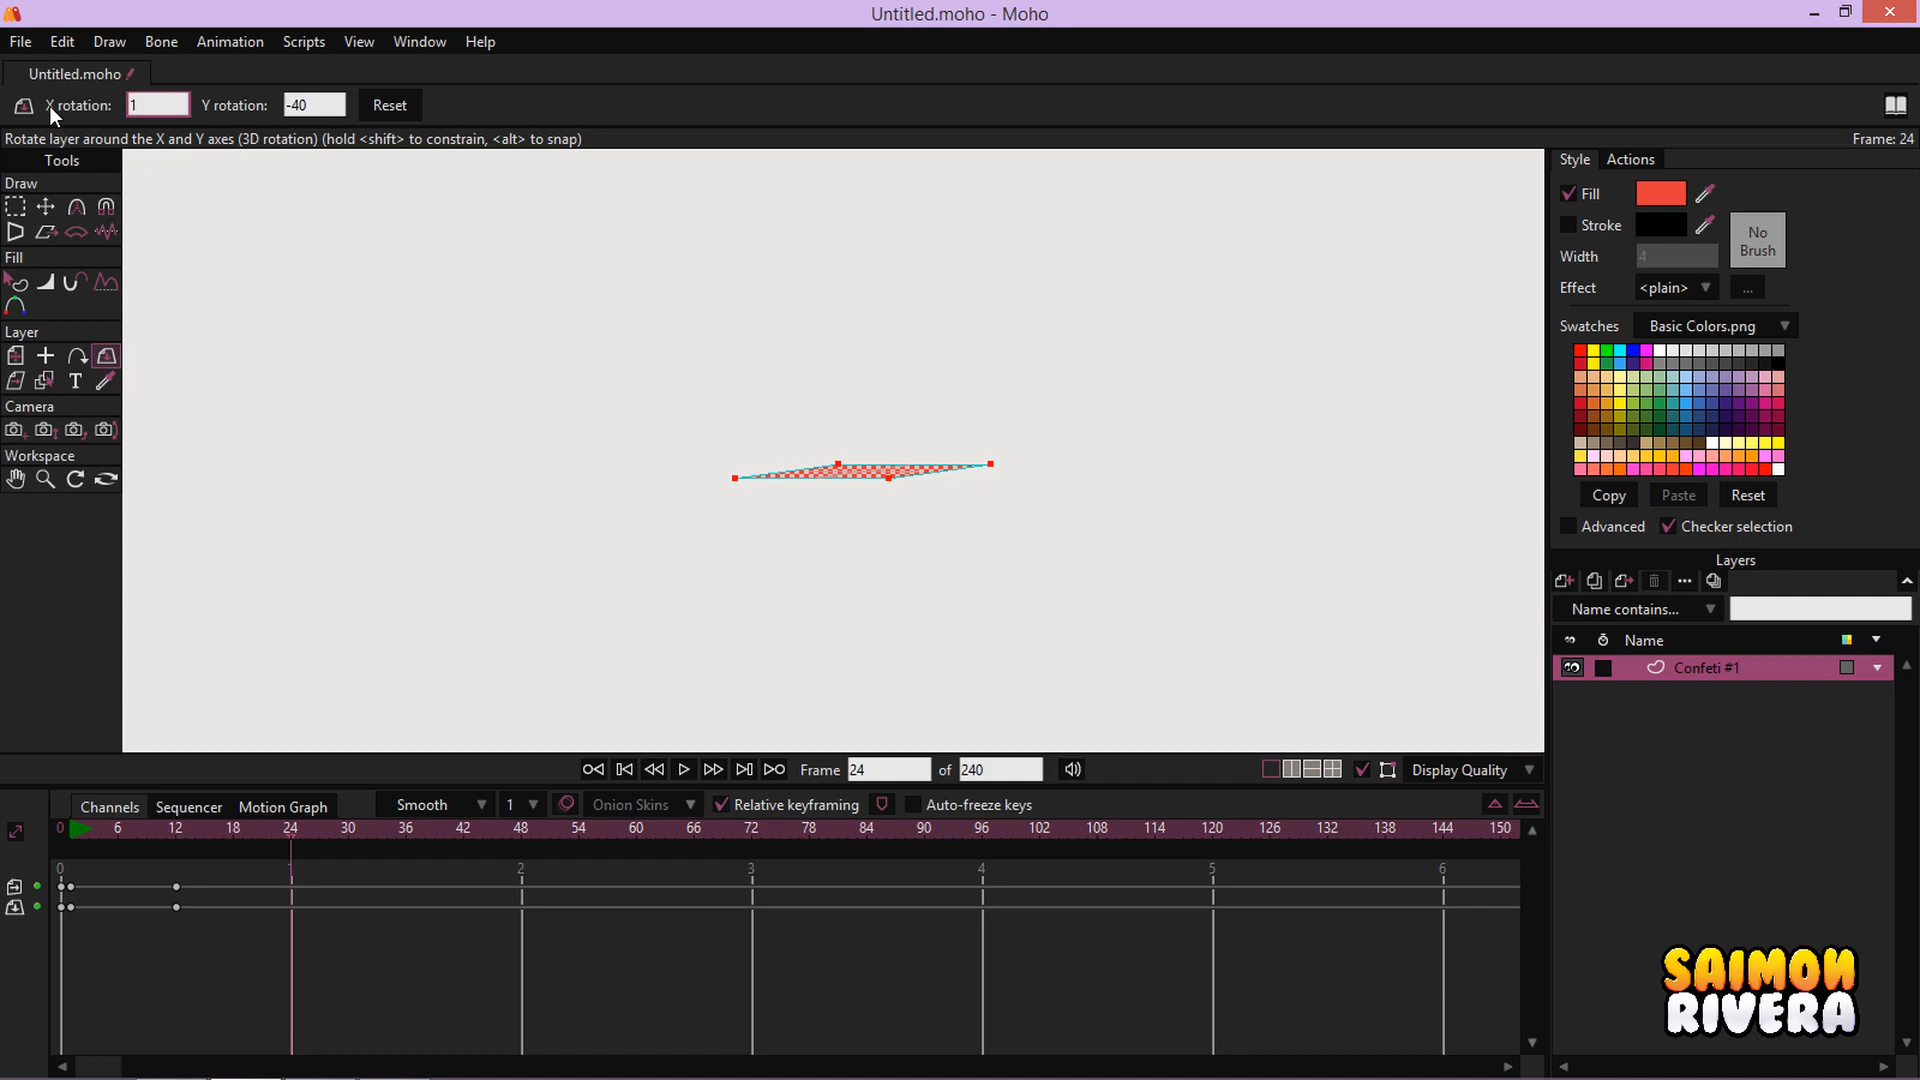 Untitled.moho - Moho
File Edit Draw Bone Animation Scripts View Window Help
Untitled.moho
X rotation: 1 Y rotation: -40 Reset
Rotate layer around the X and Y axes (3D rotation) (hold <shift> to constrain, <alt> to snap) Frame: 24
Tools
Draw
Fill
Layer
T
Camera
Workspace
Style Actions
Fill
Stroke
No Brush
Width 4
Effect <plain> ...
Swatches Basic Colors.png
Copy Paste Reset
Advanced Checker selection
Layers
Name contains...
Name
Confeti #1
Frame 24 of 240 Display Quality
Channels Sequencer Motion Graph Smooth 1 Onion Skins Relative keyframing Auto-freeze keys
0 6 12 18 24 30 36 42 48 54 60 66 72 78 84 90 96 102 108 114 120 126 132 138 144 150
0 1 2 3 4 5 6
SAIMON
RIVERA